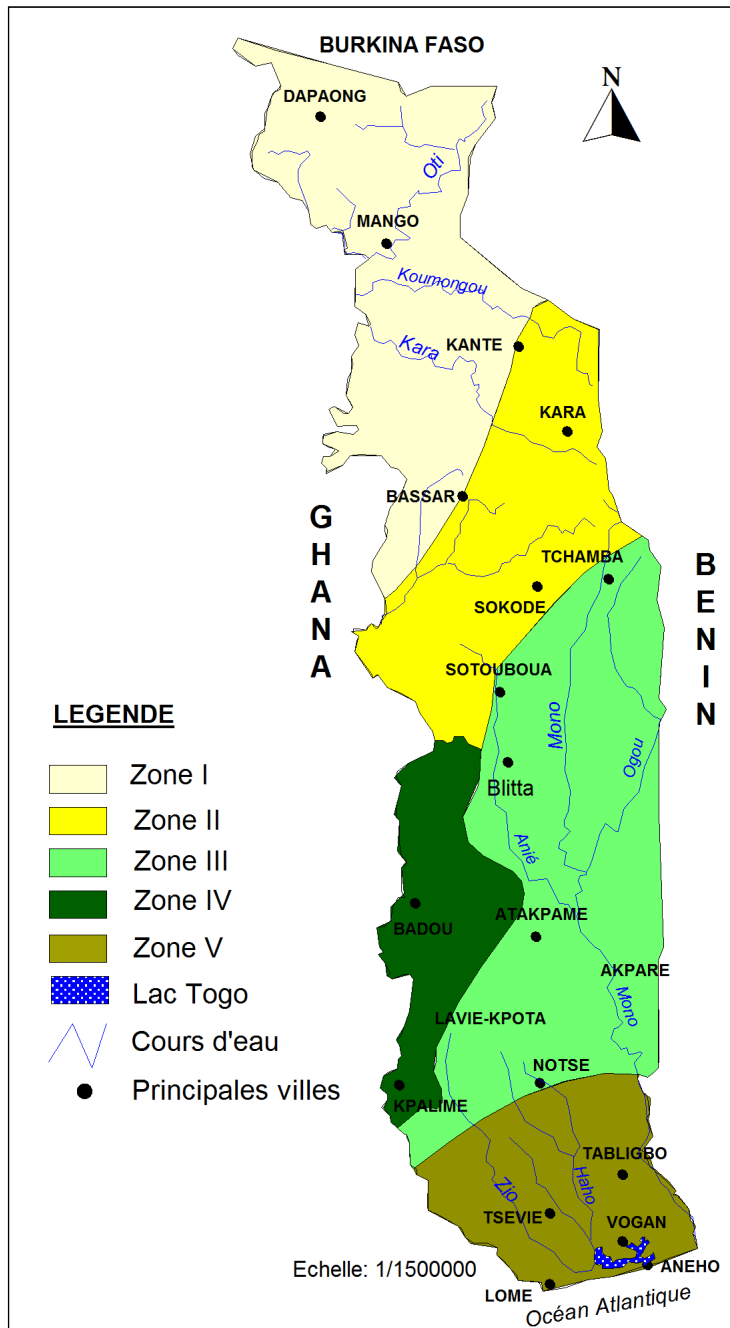 BURKINA FASO
N
DAPAONG
Oti
MANGO
Koumongou
KANTE
Kara
KARA
BASSAR
GHANA
TCHAMBA
BENIN
SOKODE
SOTOUBOUA
Mono
Ogou
Blitta
Anié
LEGENDE
Zone I
Zone II
Zone III
Zone IV
Zone V
Lac Togo
Cours d'eau
Principales villes
BADOU
ATAKPAME
AKPARE
Mono
LAVIE-KPOTA
NOTSE
KPALIME
TABLIGBO
Zio
Haho
TSEVIE
VOGAN
ANEHO
Echelle: 1/1500000
LOME
Océan Atlantique